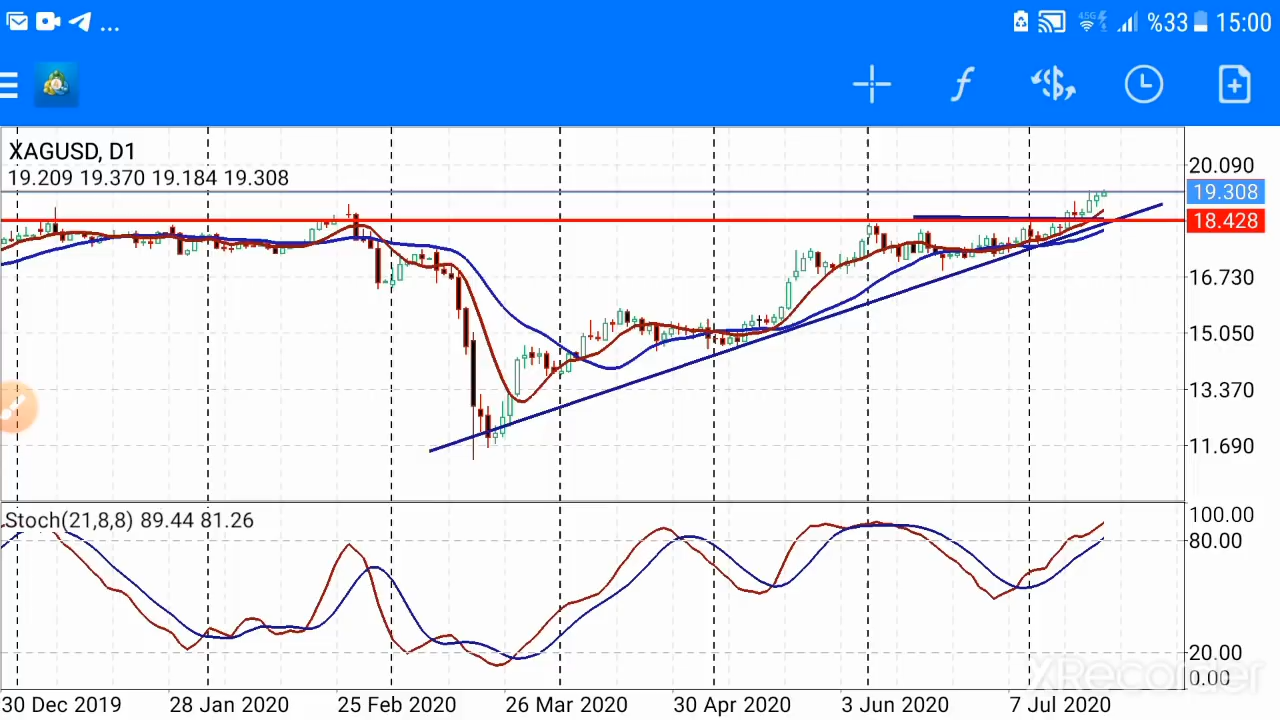 ... 4.5G %33 15:00
XAGUSD, D1
19.209 19.370 19.184 19.308
20.090
19.308
18.428
16.730
15.050
13.370
11.690
Stoch(21,8,8) 89.44 81.26
100.00
80.00
20.00
0.00
XRecorder
30 Dec 2019 28 Jan 2020 25 Feb 2020 26 Mar 2020 30 Apr 2020 3 Jun 2020 7 Jul 2020